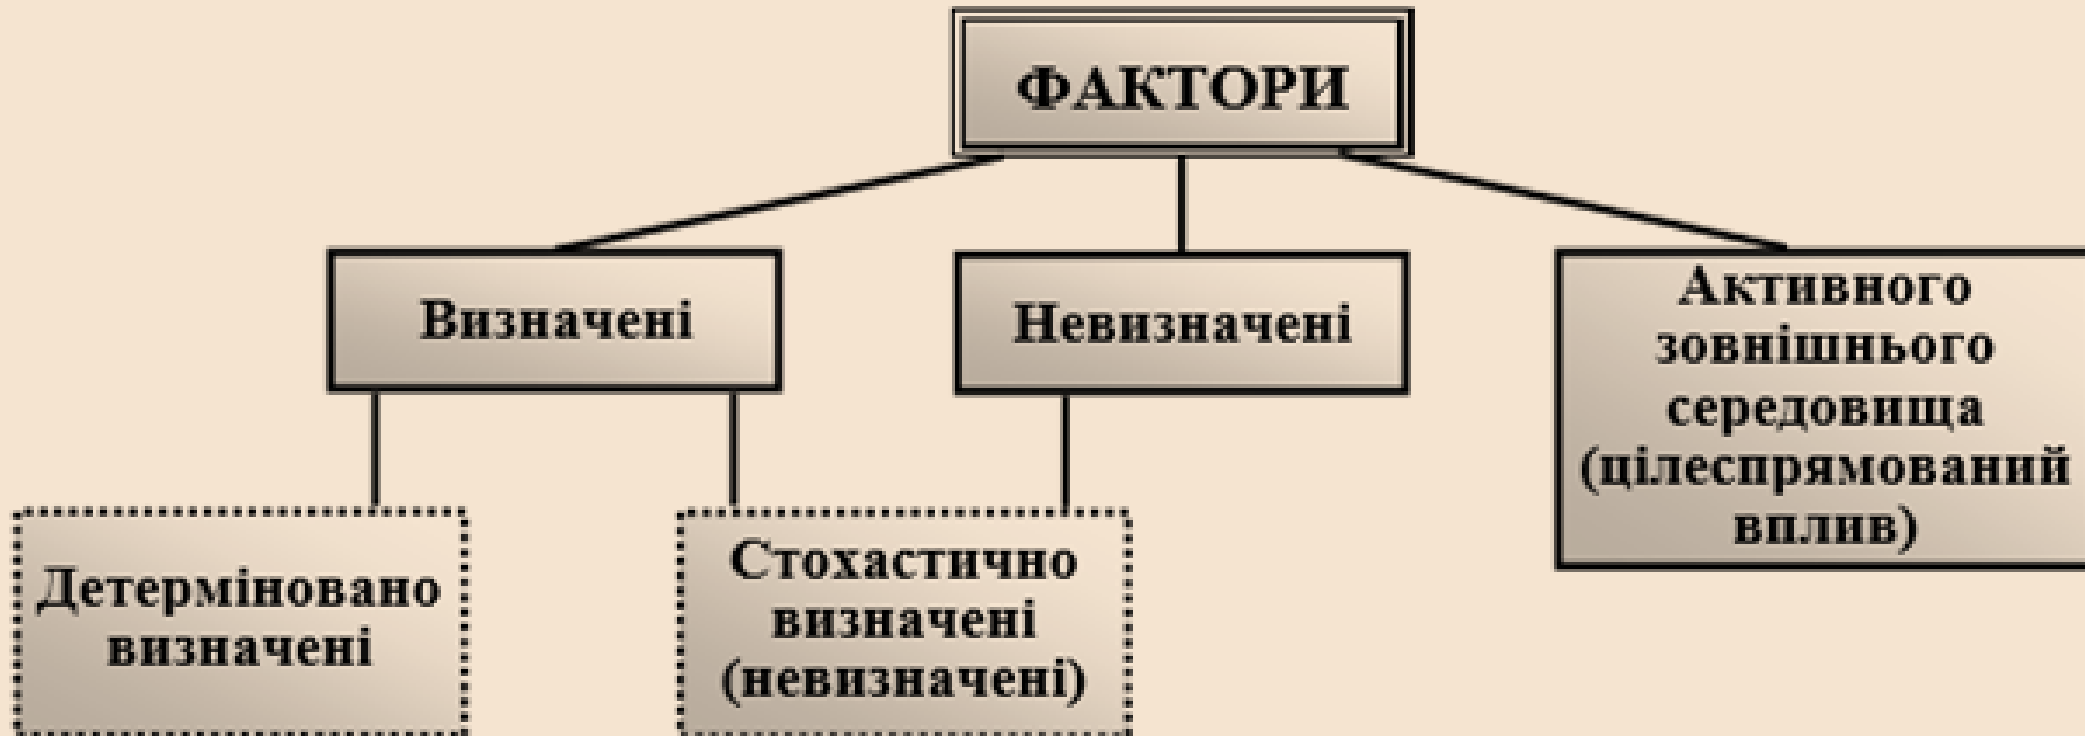 ФАКТОРИ
Визначені
Невизначені
Активного
зовнішнього
середовища
(цілеспрямований
вплив)
Детерміновано
визначені
Стохастично
визначені
(невизначені)